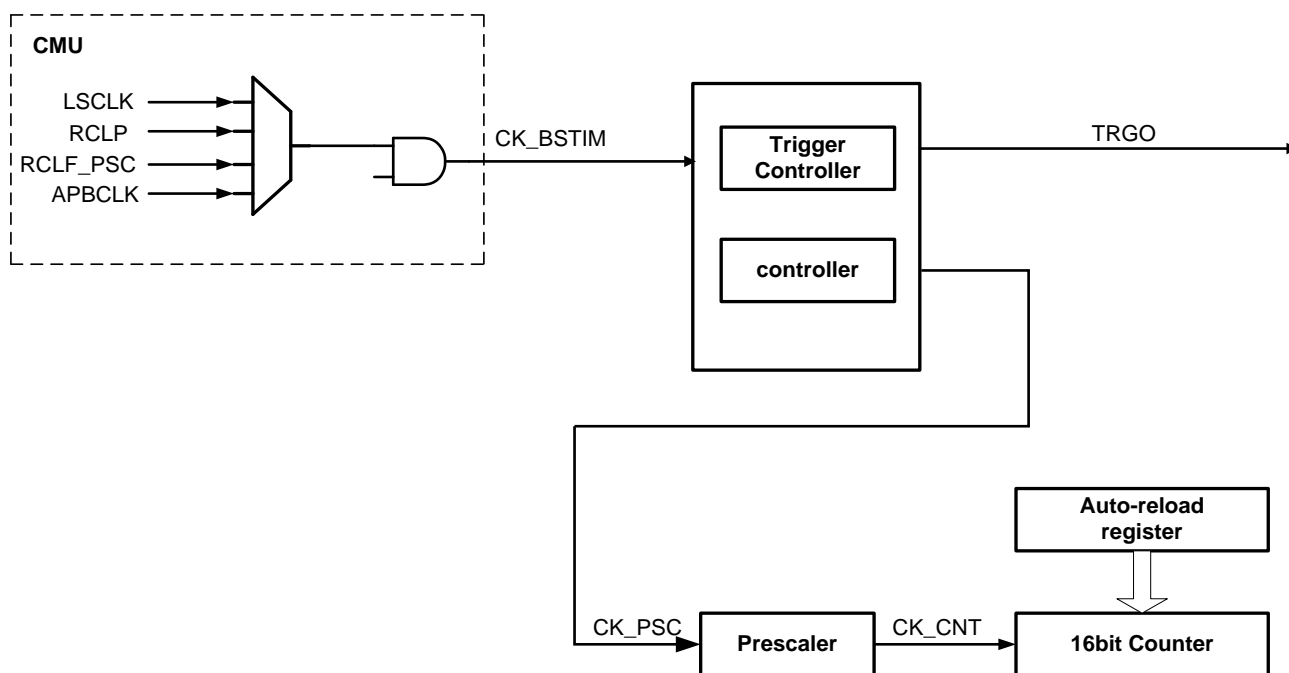 CMU
LSCLK
RCLP
RCLF_PSC
APBCLK
CK_BSTIM
Trigger
Controller
TRGO
controller
Auto-reload
register
CK_PSC
Prescaler
CK_CNT
16bit Counter